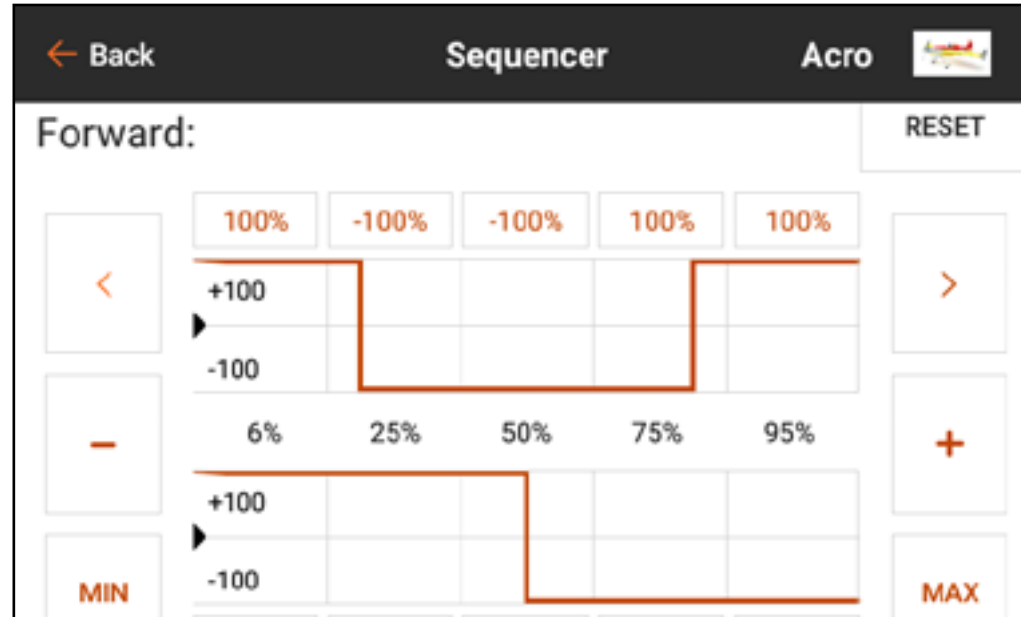 ← Back Sequencer Acro
Forward: RESET
100% -100% -100% 100% 100%
< +100 >
-100
− 6% 25% 50% 75% 95% +
+100
-100
MIN MAX